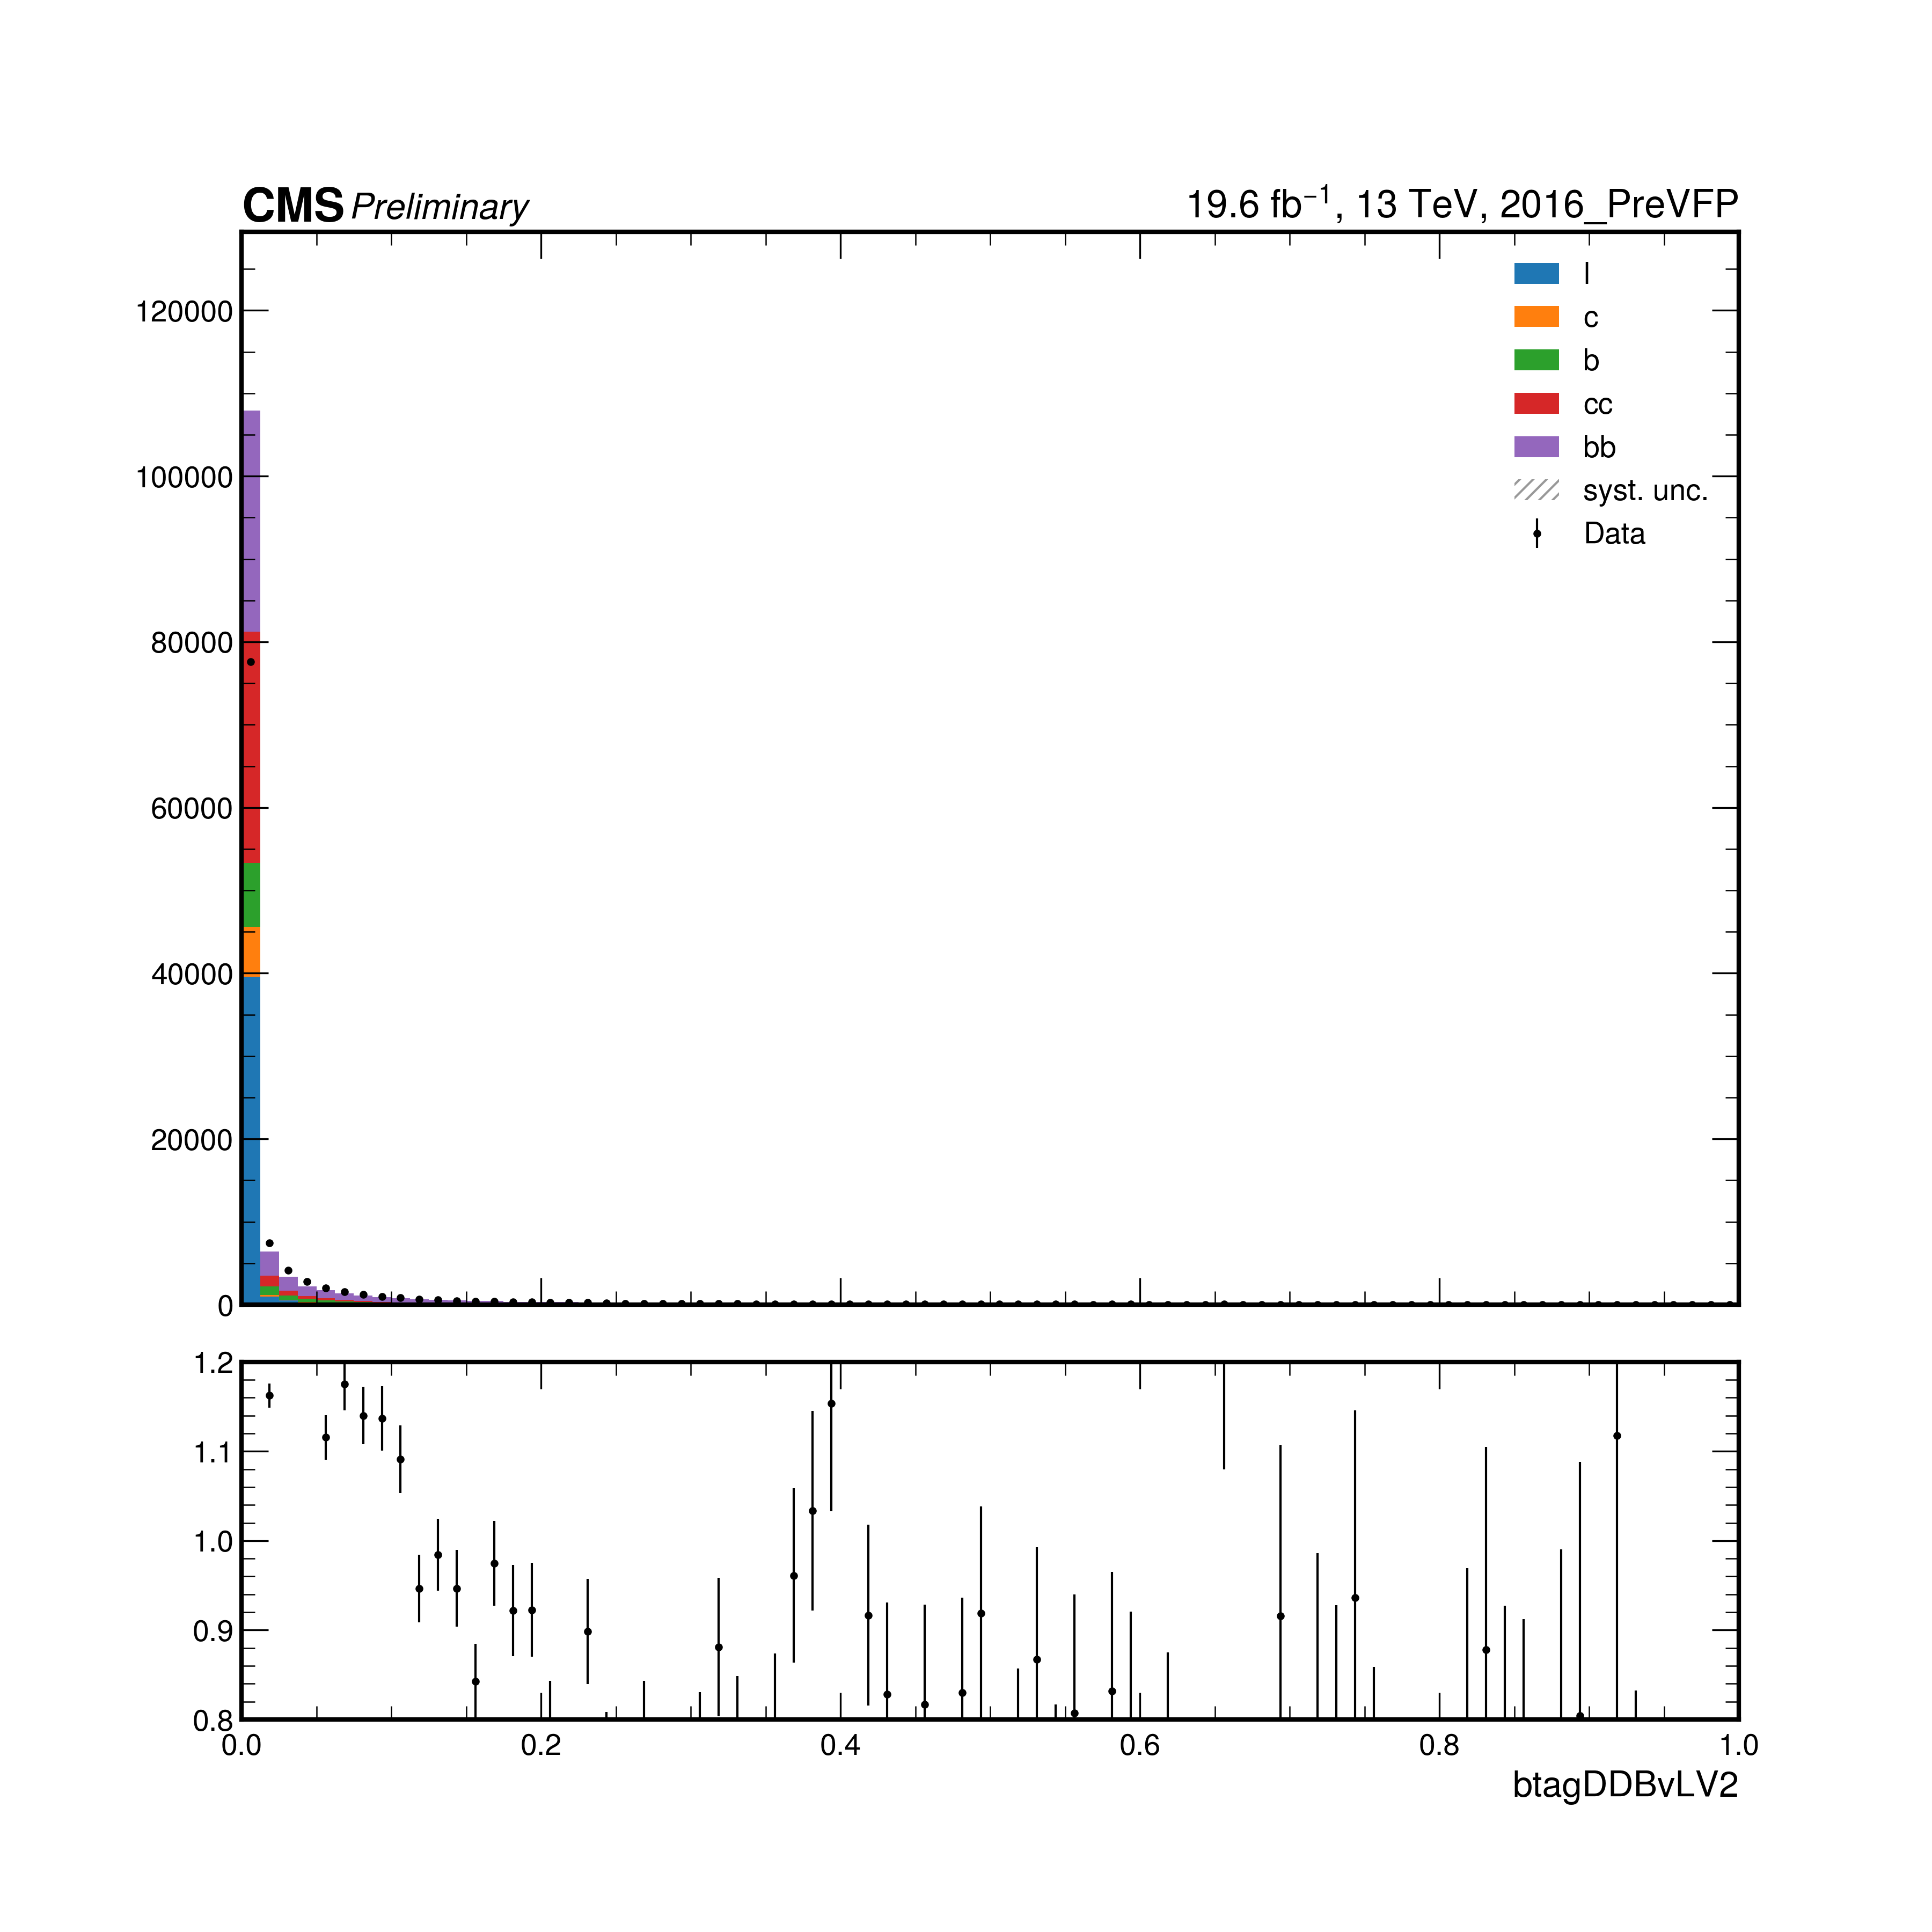 CMS Preliminary 19.6 fb⁻¹, 13 TeV, 2016_PreVFP
120000
100000
80000
60000
40000
20000
0
l
c
b
cc
bb
syst. unc.
Data
1.2
1.1
1.0
0.9
0.8
0.0 0.2 0.4 0.6 0.8 1.0
btagDDBvLV2